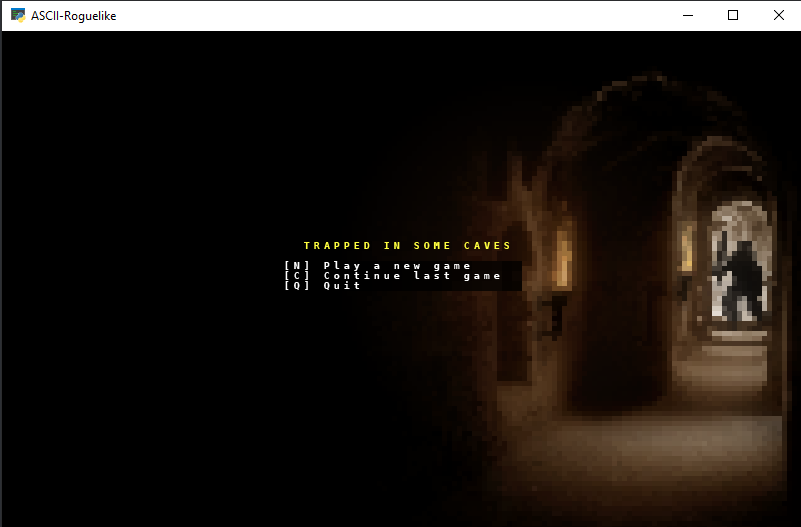 ASCII-Roguelike
TRAPPED IN SOME CAVES
[N] Play a new game
[C] Continue last game
[Q] Quit